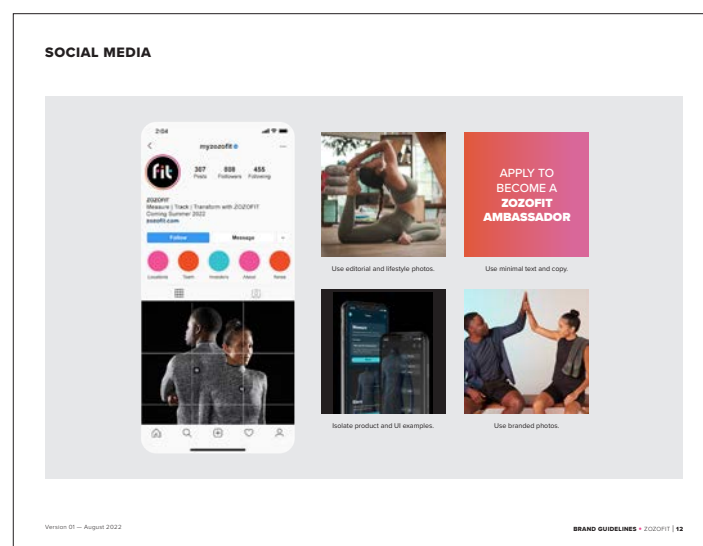 SOCIAL MEDIA
2:04
myzozofit
fit
307
808
455
Posts
Followers
Following
ZOZOFIT
Measure | Track | Transform with ZOZOFIT
Coming Summer 2022
zozofit.com
Follow
Message
Locations
Team
Investors
About
News
APPLY TO
BECOME A
ZOZOFIT
AMBASSADOR
Use editorial and lifestyle photos.
Use minimal text and copy.
Isolate product and UI examples.
Use branded photos.
Version 01 — August 2022
BRAND GUIDELINES • ZOZOFIT | 12